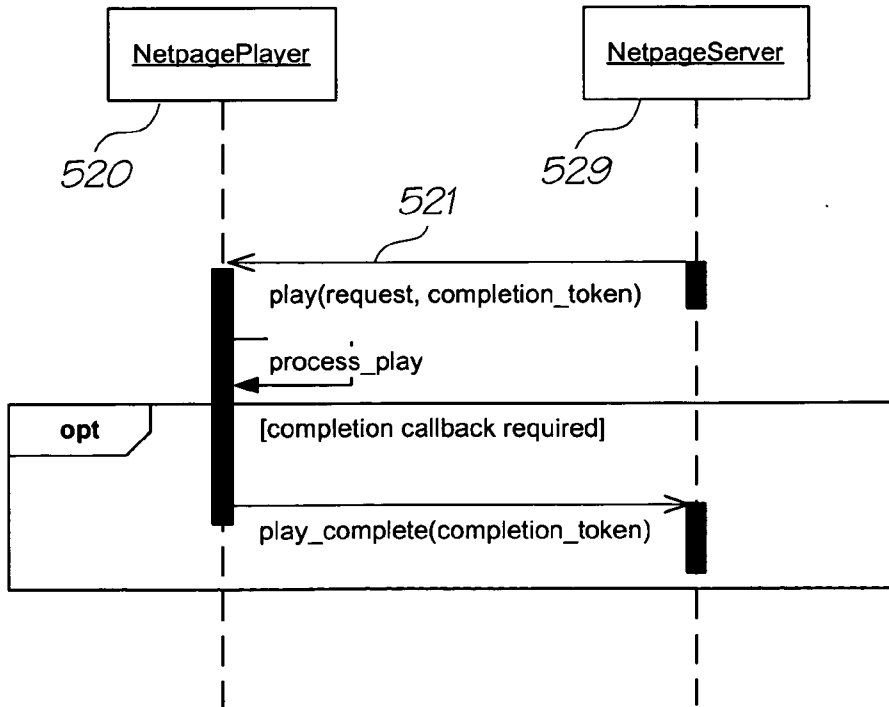 NetpagePlayer
NetpageServer
520
529
521
play(request, completion_token)
process_play
opt
[completion callback required]
play_complete(completion_token)